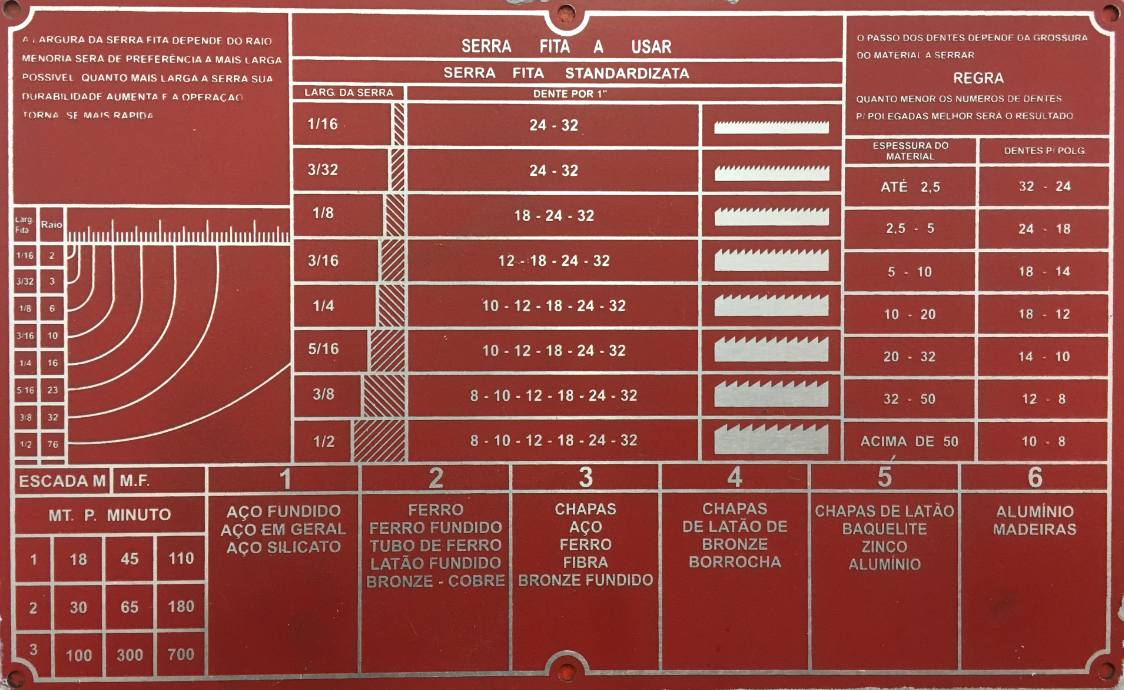 A LARGURA DA SERRA FITA DEPENDE DO RAIO
MENORIA SERA DE PREFERÊNCIA A MAIS LARGA
POSSIVEL QUANTO MAIS LARGA A SERRA SUA
DURABILIDADE AUMENTA E A OPERAÇAO
TORNA SE MAIS RAPIDA
SERRA FITA A USAR
SERRA FITA STANDARDIZATA
LARG. DA SERRA DENTE POR 1"
1/16 24 - 32
3/32 24 - 32
1/8 18 - 24 - 32
3/16 12 - 18 - 24 - 32
1/4 10 - 12 - 18 - 24 - 32
5/16 10 - 12 - 18 - 24 - 32
3/8 8 - 10 - 12 - 18 - 24 - 32
1/2 8 - 10 - 12 - 18 - 24 - 32
O PASSO DOS DENTES DEPENDE DA GROSSURA
DO MATERIAL A SERRAR
REGRA
QUANTO MENOR OS NUMEROS DE DENTES
P/ POLEGADAS MELHOR SERÁ O RESULTADO
ESPESSURA DO
MATERIAL
DENTES P/ POLG.
ATÉ 2,5 32 - 24
2,5 - 5 24 - 18
5 - 10 18 - 14
10 - 20 18 - 12
20 - 32 14 - 10
32 - 50 12 - 8
ACIMA DE 50 10 - 8
Larg. Fita Raio
1/16 2
3/32 3
1/8 6
3/16 10
1/4 16
5/16 23
3/8 32
1/2 76
ESCADA M M.F.
MT. P. MINUTO
1 18 45 110
2 30 65 180
3 100 300 700
1
AÇO FUNDIDO
AÇO EM GERAL
AÇO SILICATO
2
FERRO
FERRO FUNDIDO
TUBO DE FERRO
LATÃO FUNDIDO
BRONZE - COBRE
3
CHAPAS
AÇO
FERRO
FIBRA
BRONZE FUNDIDO
4
CHAPAS
DE LATÃO DE
BRONZE
BORROCHA
5
CHAPAS DE LATÃO
BAQUELITE
ZINCO
ALUMÍNIO
6
ALUMÍNIO
MADEIRAS